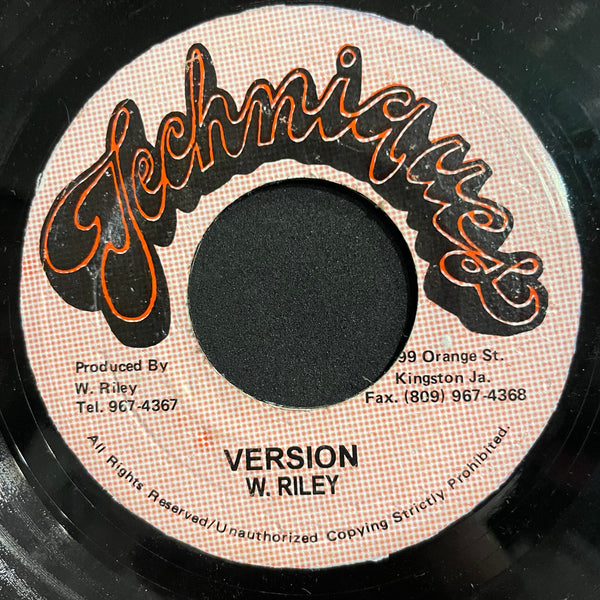 Techniques
Produced By
W. Riley
Tel. 967-4367
99 Orange St.
Kingston Ja.
Fax. (809) 967-4368
VERSION
W. RILEY
All Rights Reserved/Unauthorized Copying Strictly Prohibited.